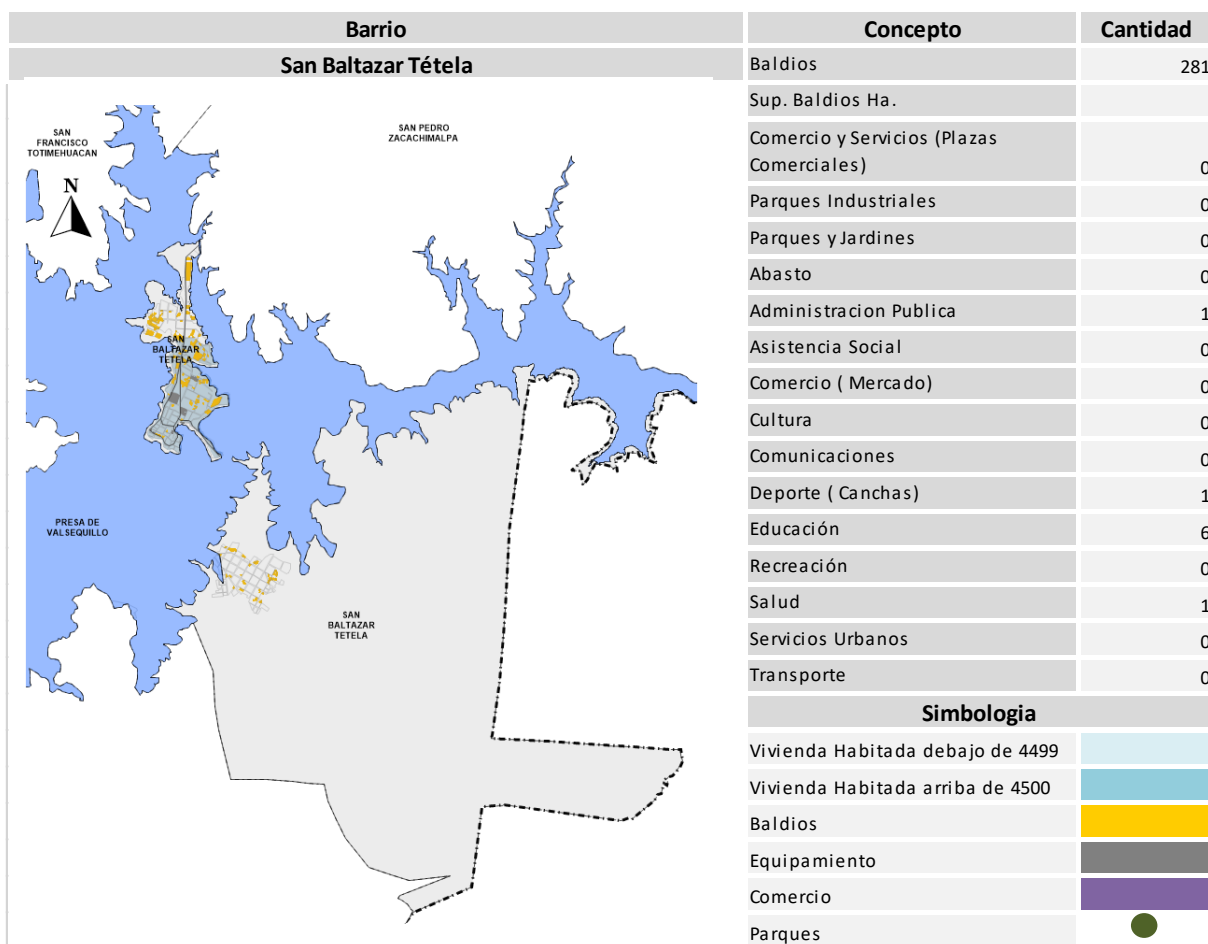 Barrio
Concepto
Cantidad
San Baltazar Tétela
Baldios
281
Sup. Baldios Ha.
Comercio y Servicios (Plazas
Comerciales)
0
Parques Industriales
0
Parques y Jardines
0
Abasto
0
Administracion Publica
1
Asistencia Social
0
Comercio ( Mercado)
0
Cultura
0
Comunicaciones
0
Deporte ( Canchas)
1
Educación
6
Recreación
0
Salud
1
Servicios Urbanos
0
Transporte
0
Simbologia
Vivienda Habitada debajo de 4499
Vivienda Habitada arriba de 4500
Baldios
Equipamiento
Comercio
Parques
SAN
FRANCISCO
TOTIMEHUACAN
SAN PEDRO
ZACACHIMALPA
N
SAN
BALTAZAR
TETELA
PRESA DE
VALSEQUILLO
SAN
BALTAZAR
TETELA